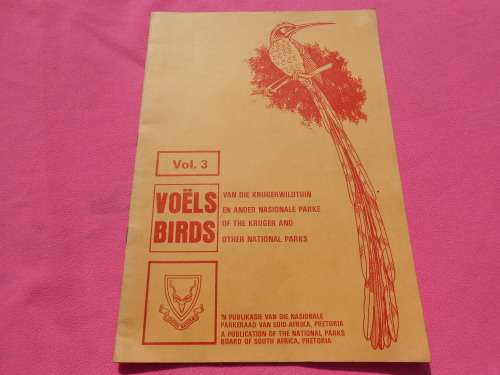 Vol. 3
VOËLS
BIRDS
VAN DIE KRUGERWILDTUIN
EN ANDER NASIONALE PARKE
OF THE KRUGER AND
OTHER NATIONAL PARKS
'N PUBLIKASIE VAN DIE NASIONALE
PARKERAAD VAN SUID-AFRIKA, PRETORIA
A PUBLICATION OF THE NATIONAL PARKS
BOARD OF SOUTH AFRICA, PRETORIA